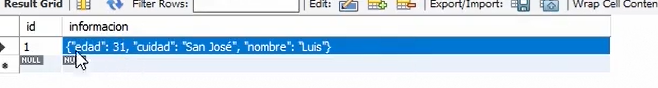 Result Grid Filter Rows: Edit: Export/Import: Wrap Cell Conten
id informacion
1 {"edad": 31, "cuidad": "San José", "nombre": "Luis"}
NULL